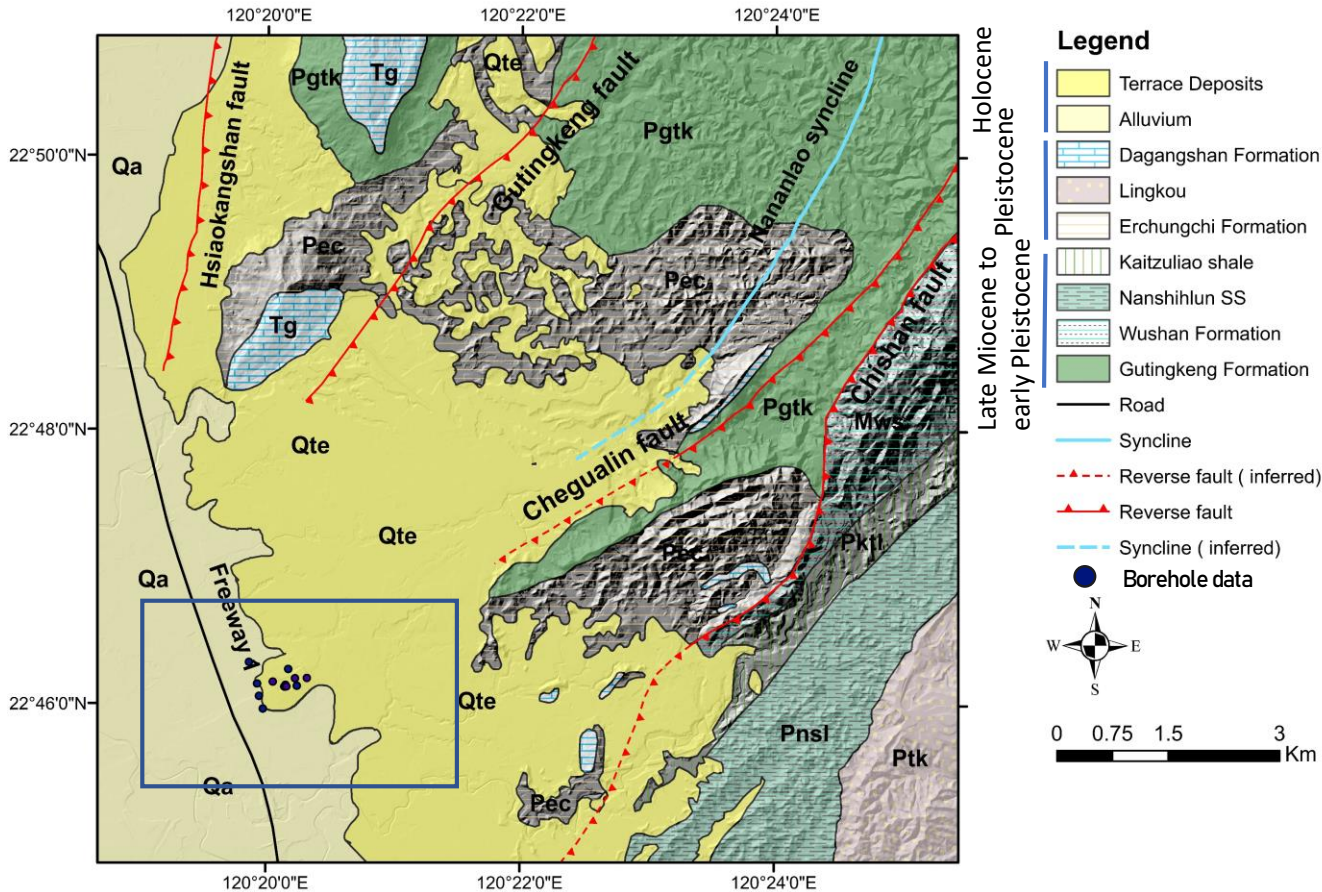 120°20'0"E
120°22'0"E
120°24'0"E
22°50'0"N
22°48'0"N
22°46'0"N
120°20'0"E
120°22'0"E
120°24'0"E
Qa
Hsiaokangshan fault
Pgtk
Tg
Qte
Gutingkeng fault
Pgtk
Nananlao syncline
Pec
Tg
Pec
Qte
Chegualin fault
Pgtk
Chishan fault
Mws
Qte
Pec
Pktl
Qa
Freeway 1
Qte
Pnsl
Ptk
Qa
Pec
Holocene
Pleistocene
Late Miocene to
early Pleistocene
Legend
Terrace Deposits
Alluvium
Dagangshan Formation
Lingkou
Erchungchi Formation
Kaitzuliao shale
Nanshihlun SS
Wushan Formation
Gutingkeng Formation
Road
Syncline
Reverse fault ( inferred)
Reverse fault
Syncline ( inferred)
Borehole data
N
W E
S
0 0.75 1.5 3
Km